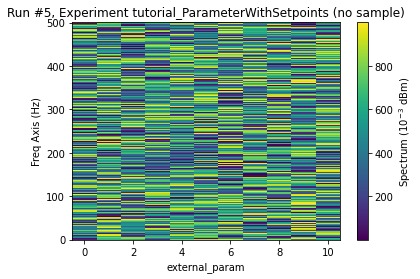 Run #5, Experiment tutorial_ParameterWithSetpoints (no sample)
500
400
300
200
100
0
Freq Axis (Hz)
0 2 4 6 8 10
external_param
800
600
400
200
Spectrum (10⁻³ dBm)